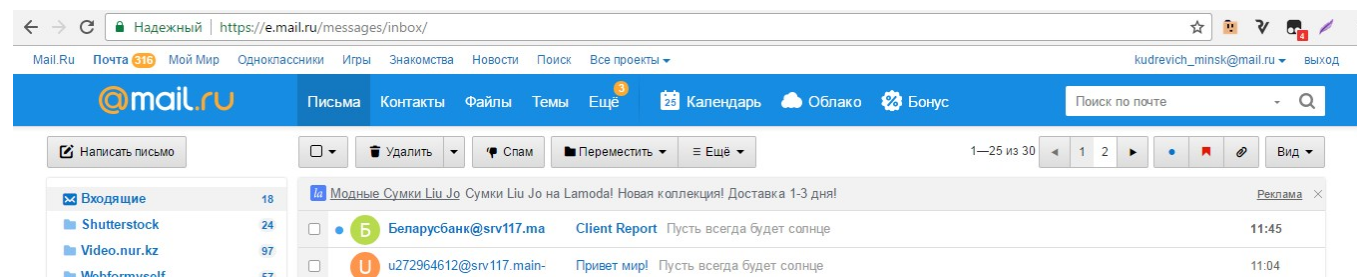 Надежный | https://e.mail.ru/messages/inbox/
4
Mail.Ru Почта 316 Мой Мир Одноклассники Игры Знакомства Новости Поиск Все проекты kudrevich_minsk@mail.ru выход
@mail.ru Письма Контакты Файлы Темы Ещё 3 25 Календарь Облако % Бонус Поиск по почте
Написать письмо Удалить Спам Переместить Ещё 1—25 из 30 1 2 Вид
la Модные Сумки Liu Jo Сумки Liu Jo на Lamoda! Новая коллекция! Доставка 1-3 дня! Реклама
Входящие 18
Shutterstock 24
Б Беларусбанк@srv117.ma Client Report Пусть всегда будет солнце 11:45
Video.nur.kz 97
U u272964612@srv117.main- Привет мир! Пусть всегда будет солнце 11:04
Webformyself 57